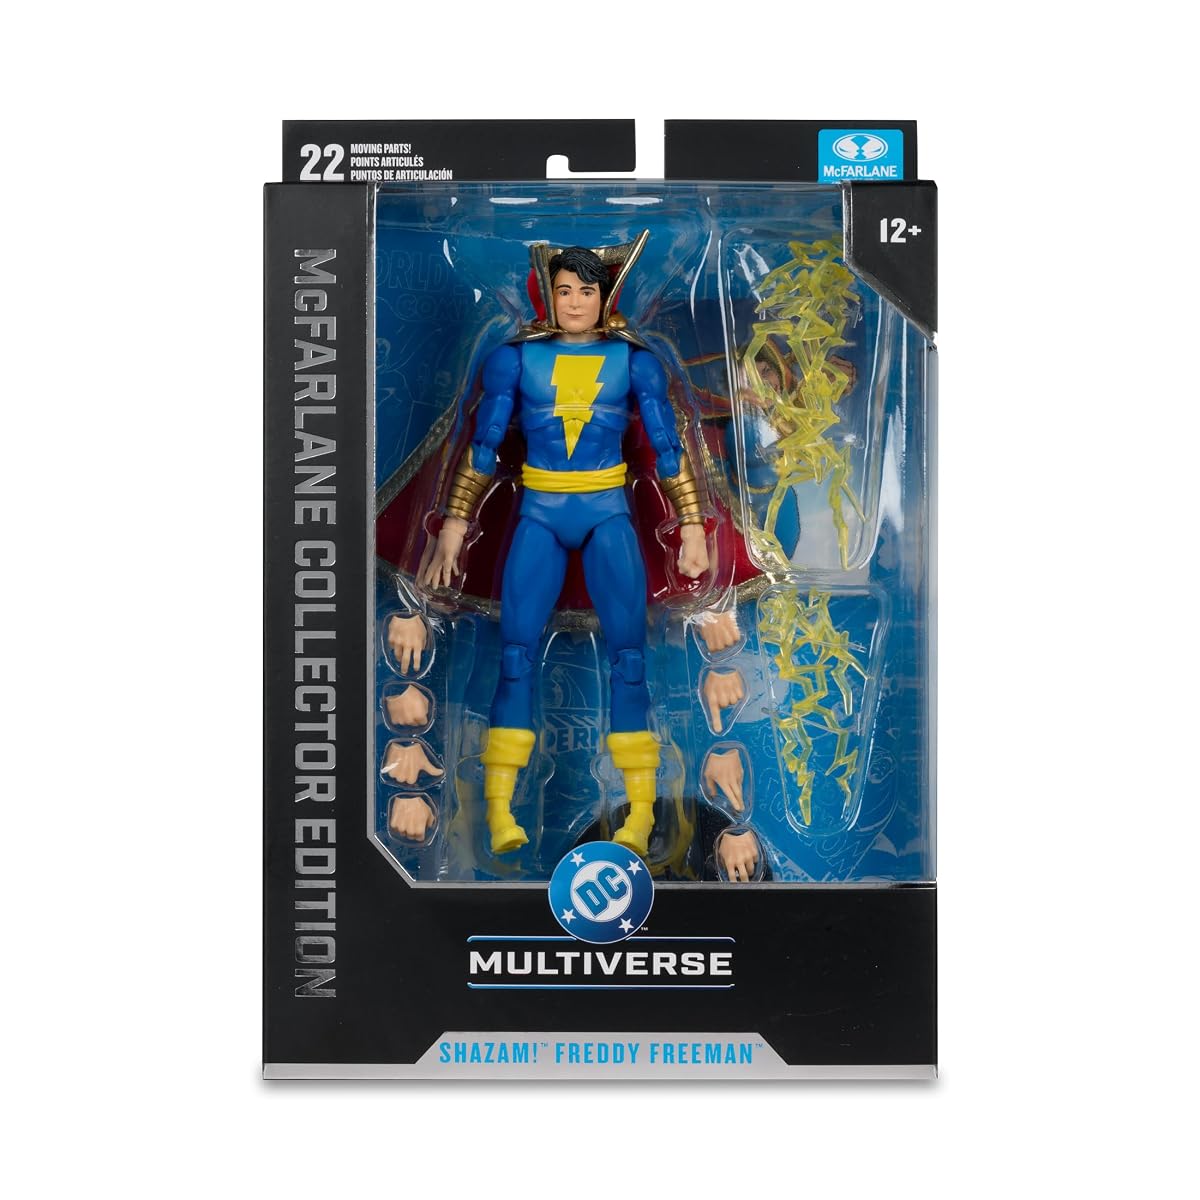 22
MOVING PARTS!
POINTS ARTICULÉS
PUNTOS DE ARTICULACIÓN
McFARLANE
12+
McFARLANE COLLECTOR EDITION
DC
™
MULTIVERSE
SHAZAM!™ FREDDY FREEMAN™